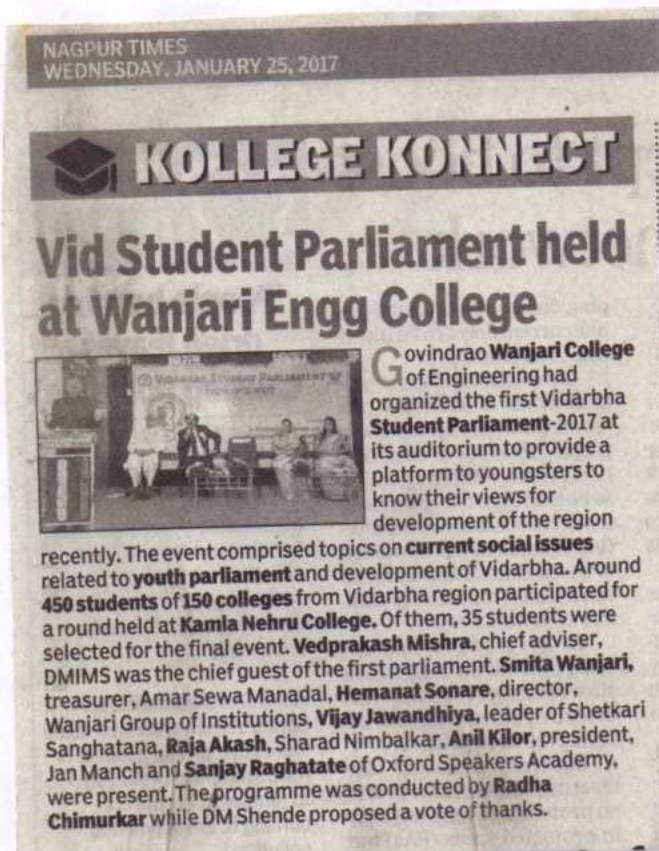 NAGPUR TIMES
WEDNESDAY, JANUARY 25, 2017
KOLLEGE KONNECT
Vid Student Parliament held
at Wanjari Engg College
VIDARBHA STUDENT PARLIAMENT
Govindrao Wanjari College
of Engineering had
organized the first Vidarbha
Student Parliament-2017 at
its auditorium to provide a
platform to youngsters to
know their views for
development of the region
recently. The event comprised topics on current social issues
related to youth parliament and development of Vidarbha. Around
450 students of 150 colleges from Vidarbha region participated for
a round held at Kamla Nehru College. Of them, 35 students were
selected for the final event. Vedprakash Mishra, chief adviser,
DMIMS was the chief guest of the first parliament. Smita Wanjari,
treasurer, Amar Sewa Manadal, Hemanat Sonare, director,
Wanjari Group of Institutions, Vijay Jawandhiya, leader of Shetkari
Sanghatana, Raja Akash, Sharad Nimbalkar, Anil Kilor, president,
Jan Manch and Sanjay Raghatate of Oxford Speakers Academy,
were present. The programme was conducted by Radha
Chimurkar while DM Shende proposed a vote of thanks.